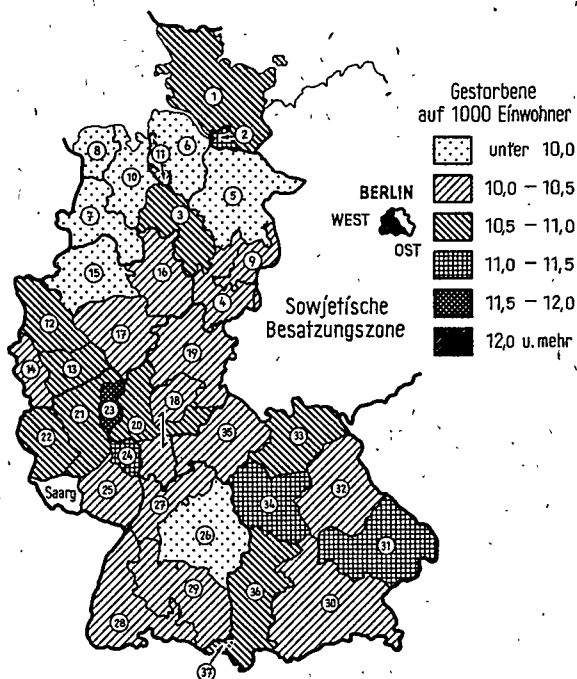 Gestorbene
auf 1000 Einwohner
unter 10,0
10,0 – 10,5
10,5 – 11,0
11,0 – 11,5
11,5 – 12,0
12,0 u. mehr
BERLIN
WEST
OST
Sowjetische
Besatzungszone
Saarg
1
2
11
6
8
10
5
7
3
9
15
16
4
12
17
19
14
13
18
23
20
21
22
24
35
33
25
27
34
32
26
31
29
36
30
28
37